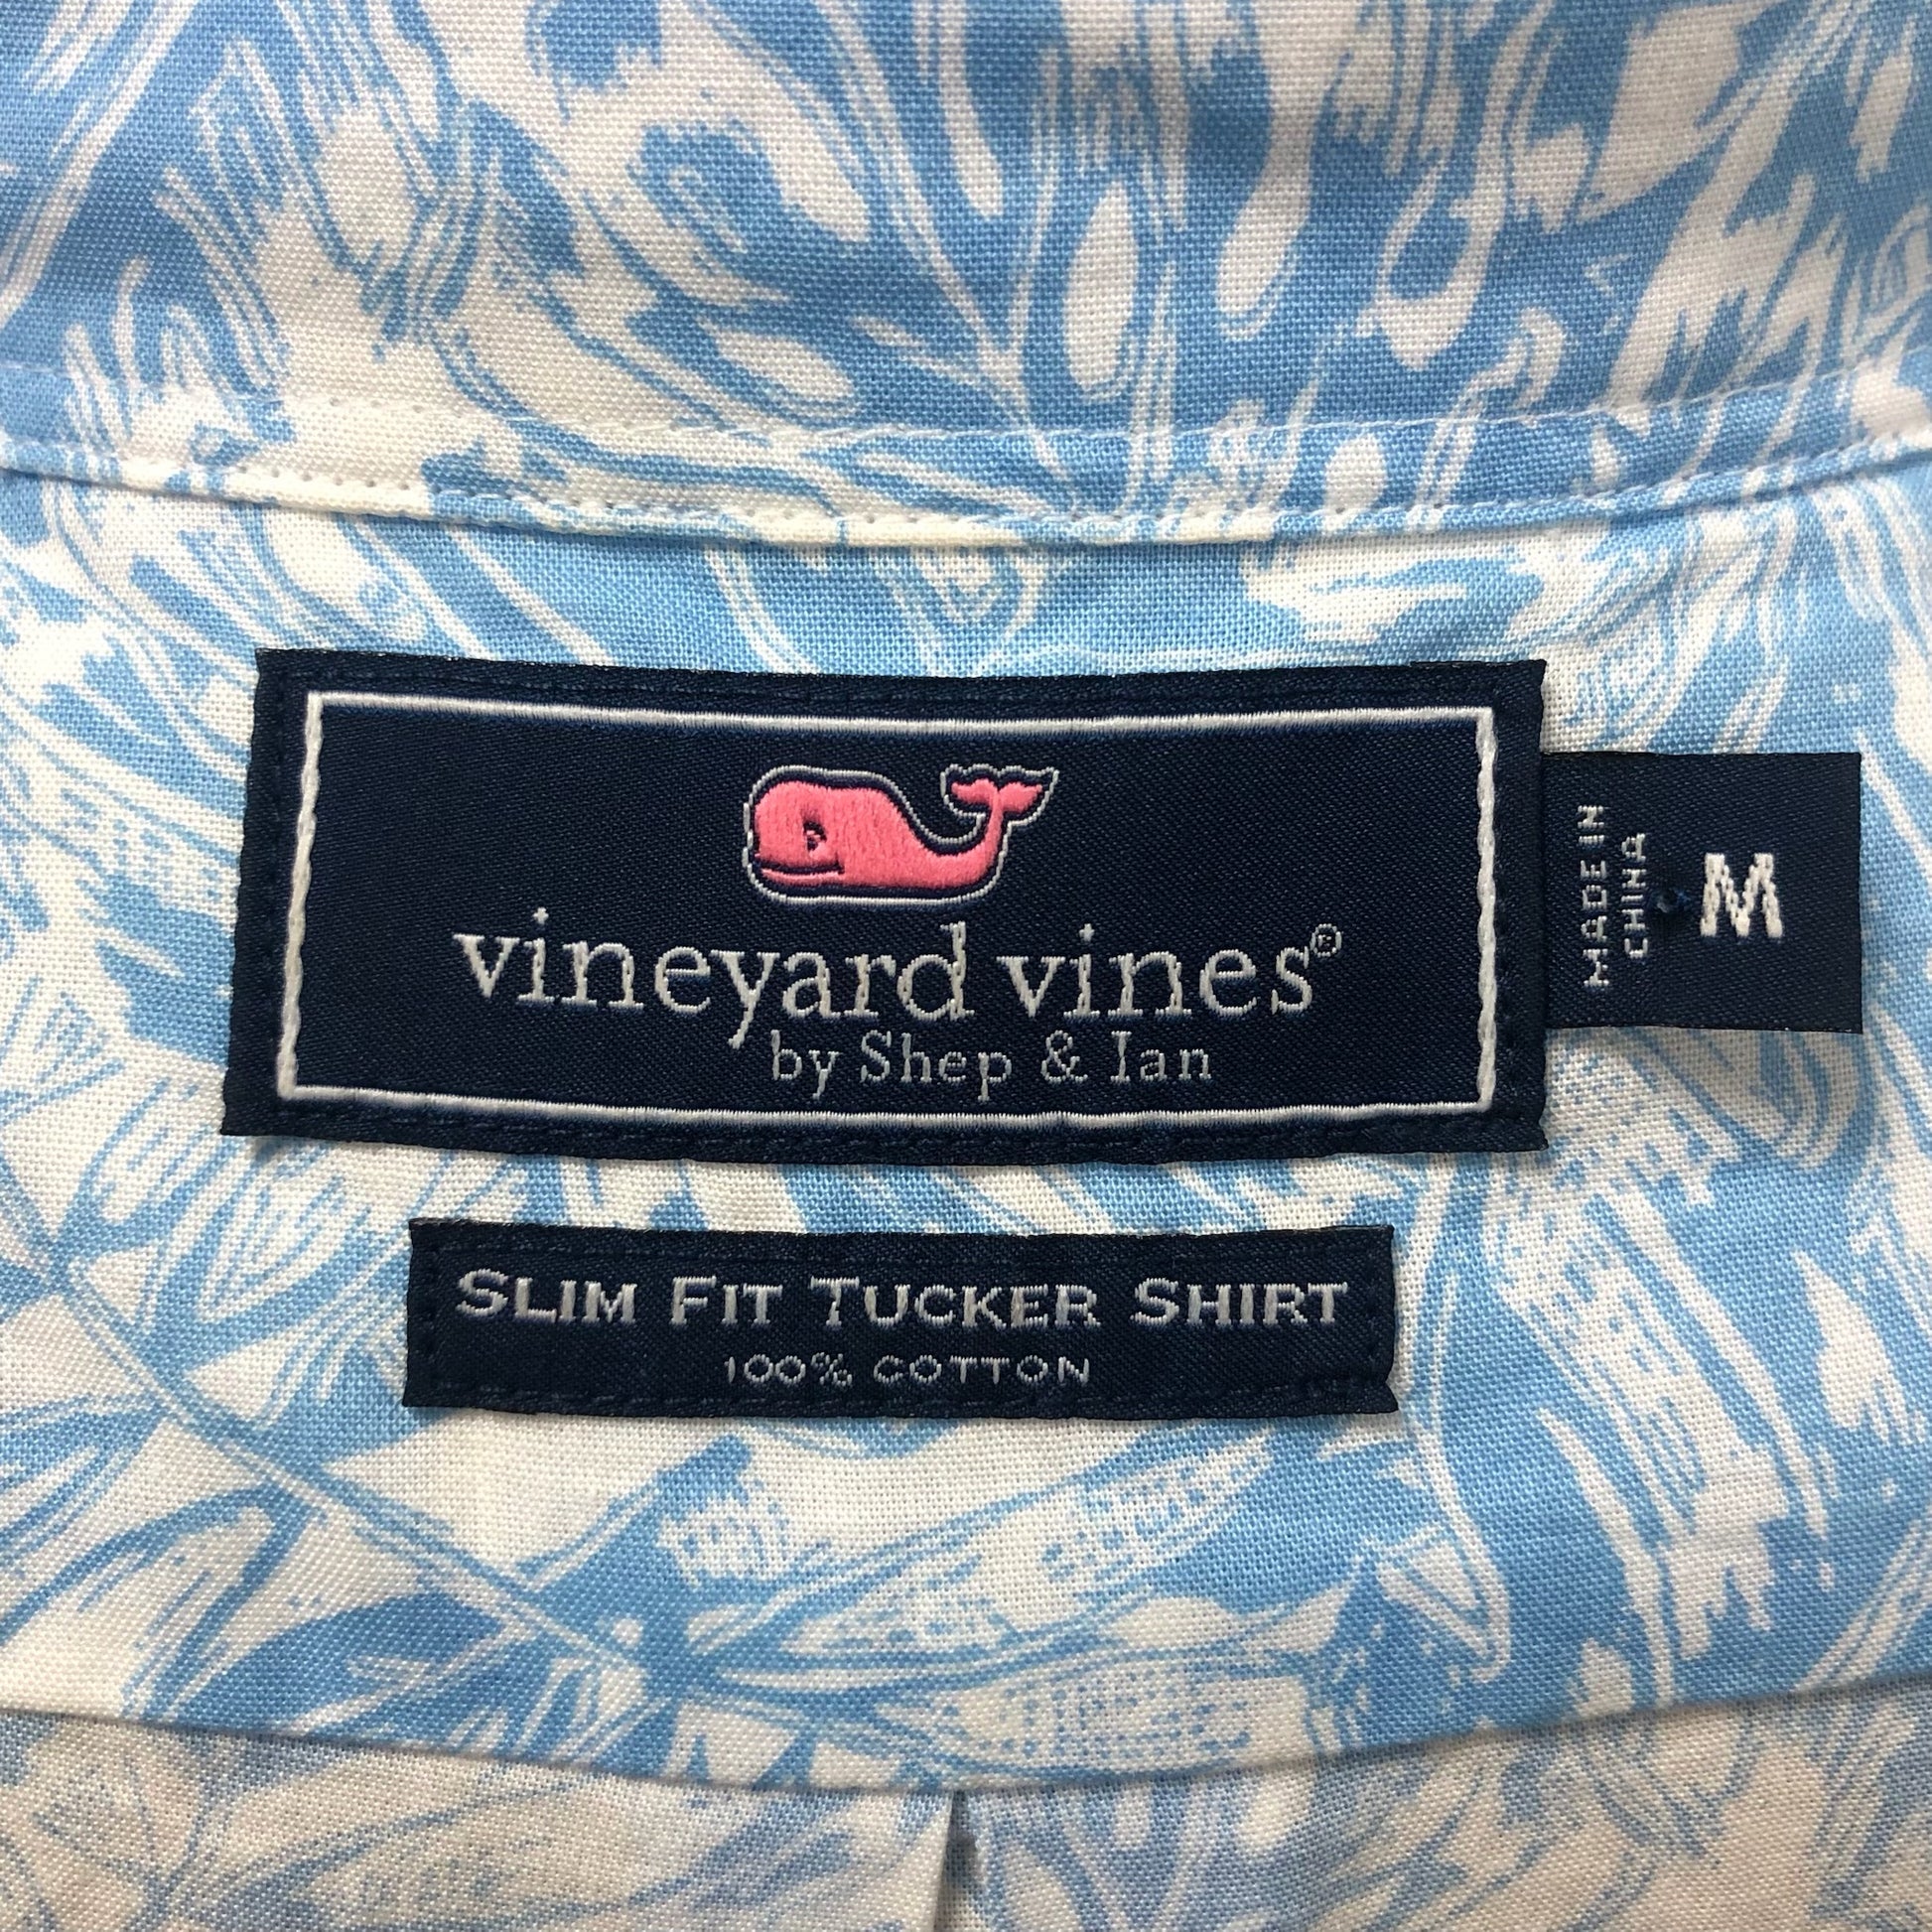 vineyard vines®
by Shep & Ian
MADE IN
CHINA
M
SLIM FIT TUCKER SHIRT
100% COTTON